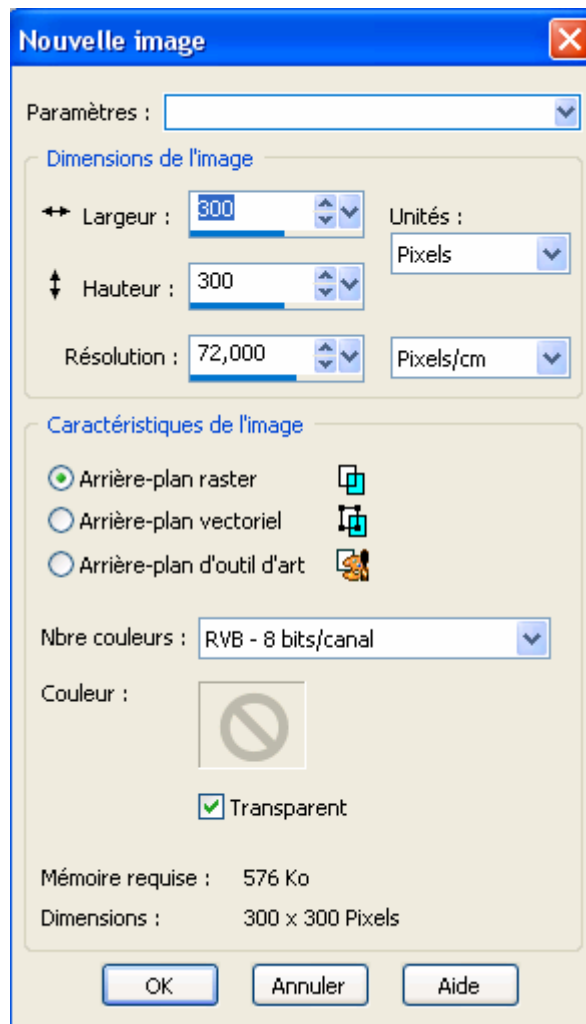 Nouvelle image
Paramètres :
Dimensions de l'image
Largeur : 300
Unités :
Pixels
Hauteur : 300
Résolution : 72,000 Pixels/cm
Caractéristiques de l'image
Arrière-plan raster
Arrière-plan vectoriel
Arrière-plan d'outil d'art
Nbre couleurs : RVB - 8 bits/canal
Couleur :
Transparent
Mémoire requise : 576 Ko
Dimensions : 300 x 300 Pixels
OK Annuler Aide